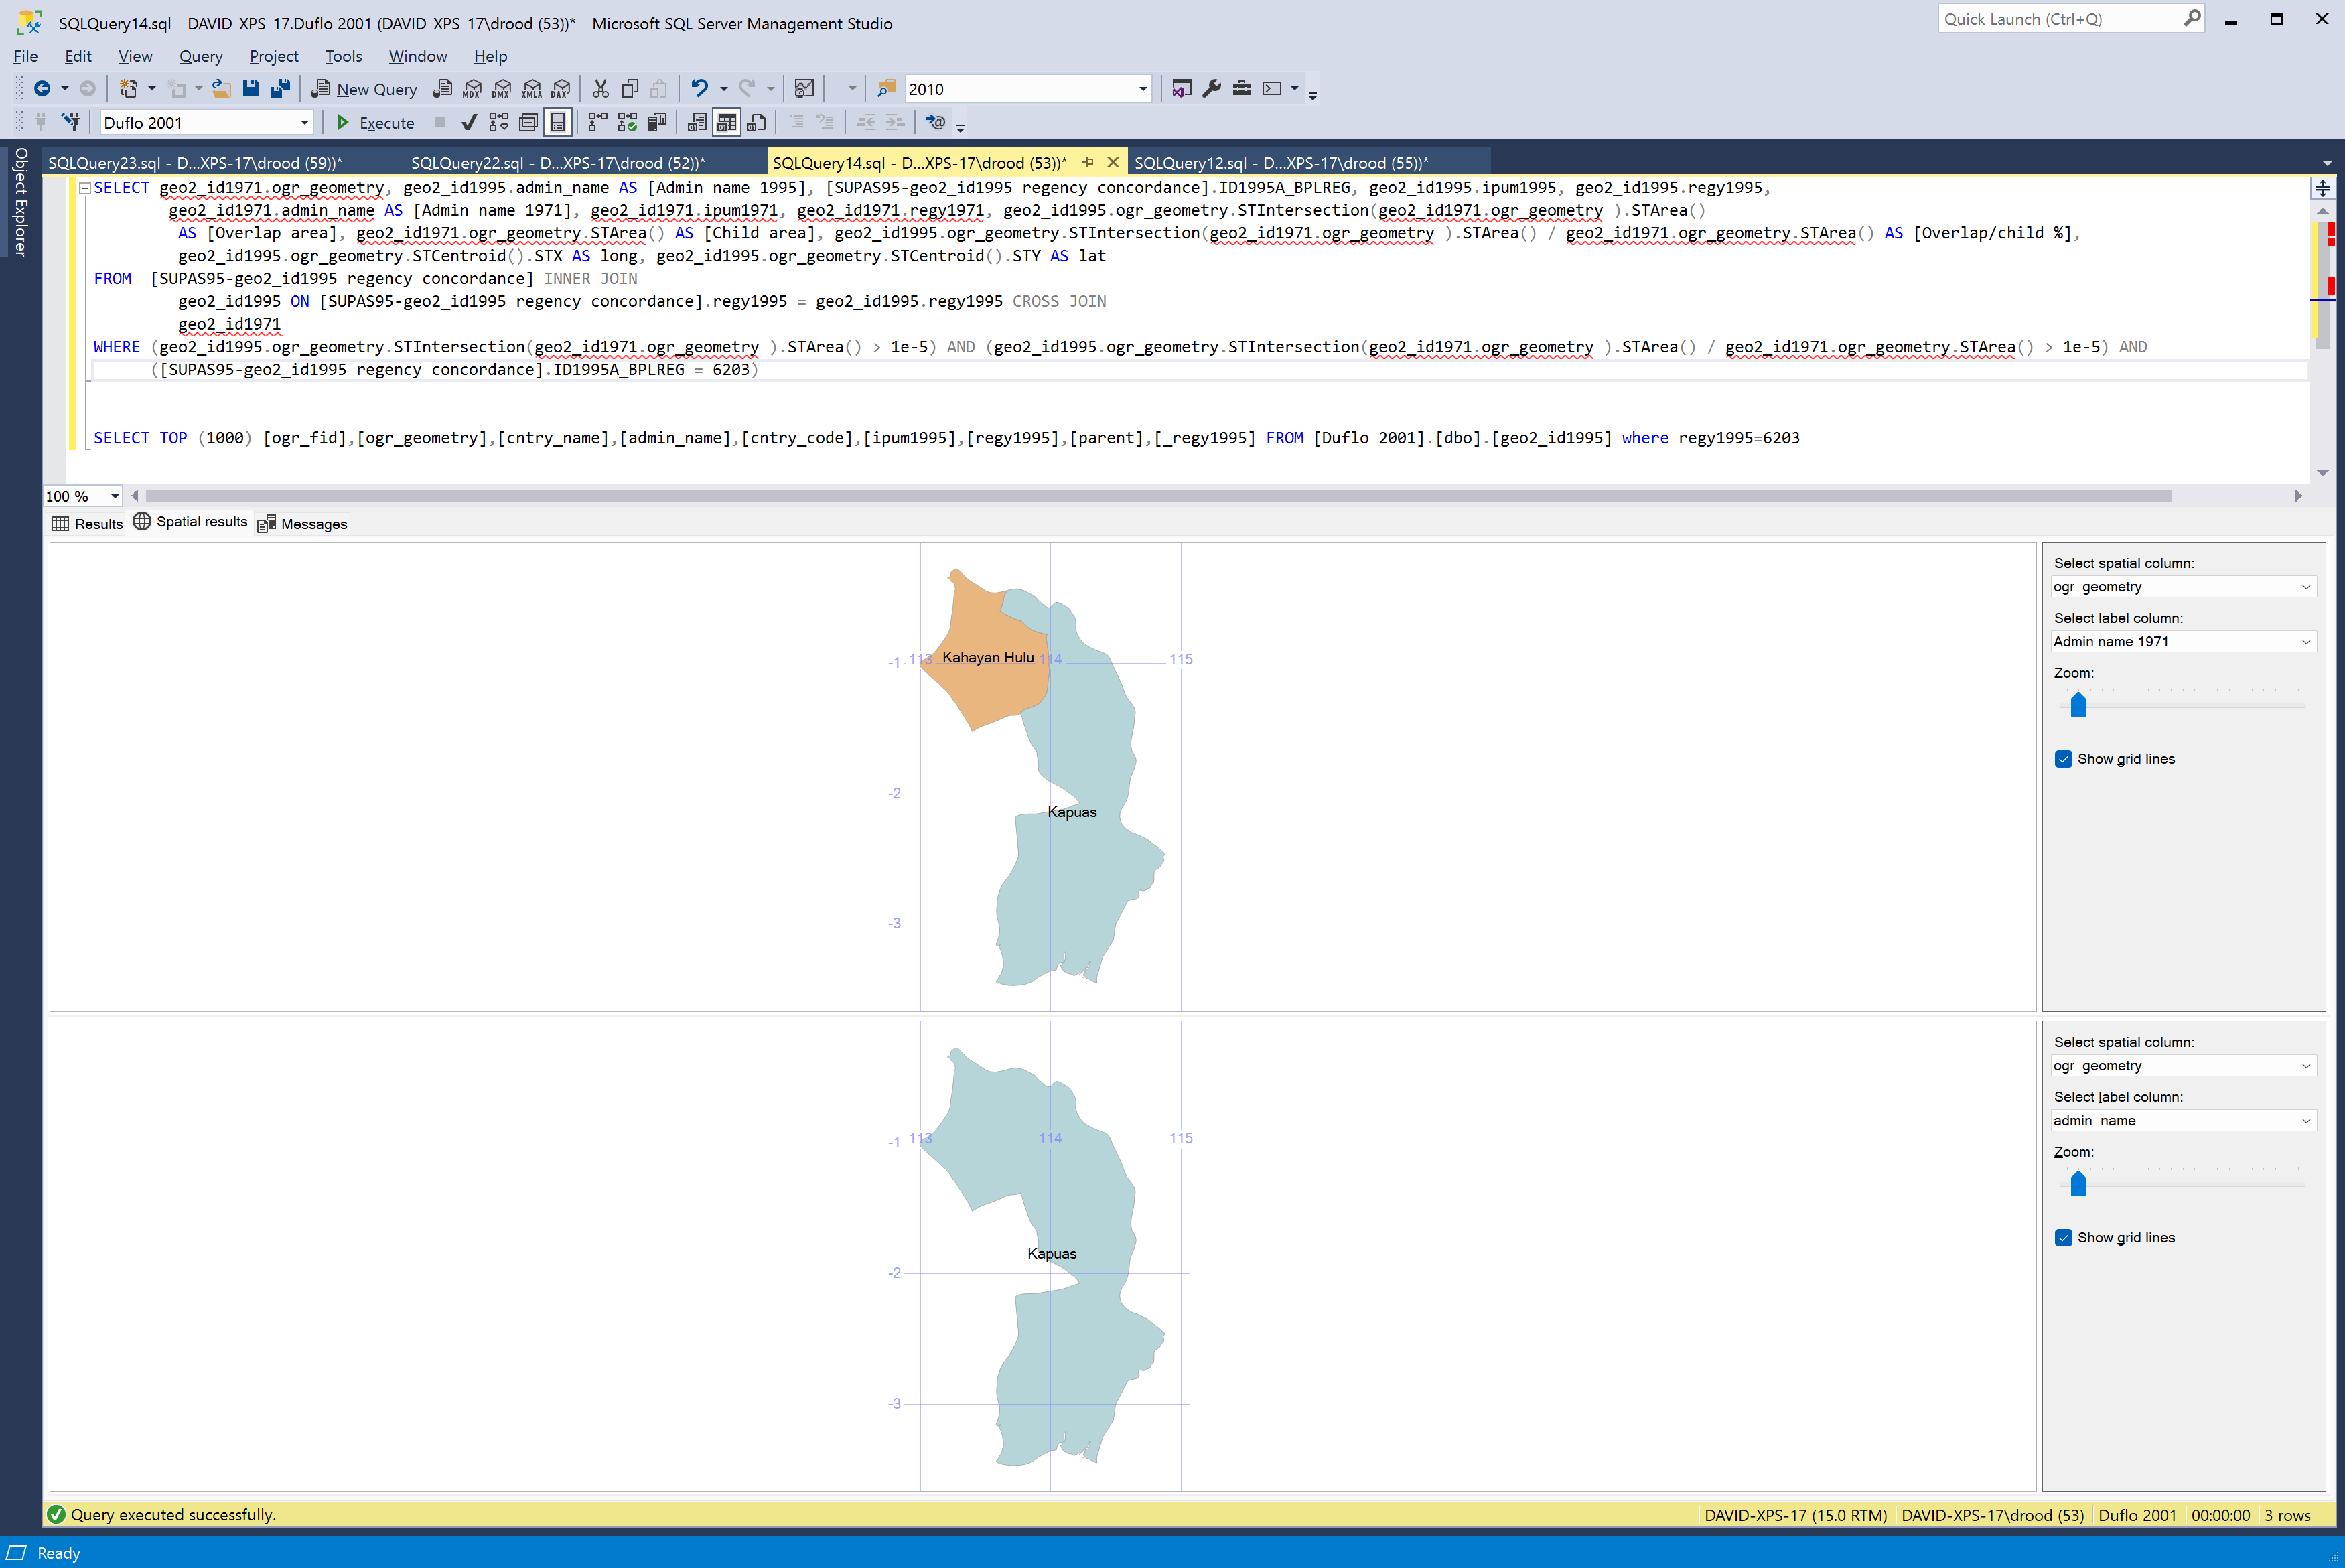 SQLQuery14.sql - DAVID-XPS-17.Duflo 2001 (DAVID-XPS-17\drood (53))* - Microsoft SQL Server Management Studio
Quick Launch (Ctrl+Q)
File Edit View Query Project Tools Window Help
New Query MDX DMX XMLA DAX 2010
Duflo 2001 Execute
Object Explorer
SQLQuery23.sql - D...XPS-17\drood (59))* SQLQuery22.sql - D...XPS-17\drood (52))* SQLQuery14.sql - D...XPS-17\drood (53))* SQLQuery12.sql - D...XPS-17\drood (55))*
SELECT geo2_id1971.ogr_geometry, geo2_id1995.admin_name AS [Admin name 1995], [SUPAS95-geo2_id1995 regency concordance].ID1995A_BPLREG, geo2_id1995.ipum1995, geo2_id1995.regy1995,
geo2_id1971.admin_name AS [Admin name 1971], geo2_id1971.ipum1971, geo2_id1971.regy1971, geo2_id1995.ogr_geometry.STIntersection(geo2_id1971.ogr_geometry ).STArea()
AS [Overlap area], geo2_id1971.ogr_geometry.STArea() AS [Child area], geo2_id1995.ogr_geometry.STIntersection(geo2_id1971.ogr_geometry ).STArea() / geo2_id1971.ogr_geometry.STArea() AS [Overlap/child %],
geo2_id1995.ogr_geometry.STCentroid().STX AS long, geo2_id1995.ogr_geometry.STCentroid().STY AS lat
FROM [SUPAS95-geo2_id1995 regency concordance] INNER JOIN
geo2_id1995 ON [SUPAS95-geo2_id1995 regency concordance].regy1995 = geo2_id1995.regy1995 CROSS JOIN
geo2_id1971
WHERE (geo2_id1995.ogr_geometry.STIntersection(geo2_id1971.ogr_geometry ).STArea() > 1e-5) AND (geo2_id1995.ogr_geometry.STIntersection(geo2_id1971.ogr_geometry ).STArea() / geo2_id1971.ogr_geometry.STArea() > 1e-5) AND
([SUPAS95-geo2_id1995 regency concordance].ID1995A_BPLREG = 6203)
SELECT TOP (1000) [ogr_fid],[ogr_geometry],[cntry_name],[admin_name],[cntry_code],[ipum1995],[regy1995],[parent],[_regy1995] FROM [Duflo 2001].[dbo].[geo2_id1995] where regy1995=6203
100 %
Results Spatial results Messages
-1 113 Kahayan Hulu 114 115
-2
Kapuas
-3
Select spatial column:
ogr_geometry
Select label column:
Admin name 1971
Zoom:
Show grid lines
-1 113 114 115
Kapuas
-2
-3
Select spatial column:
ogr_geometry
Select label column:
admin_name
Zoom:
Show grid lines
Query executed successfully. DAVID-XPS-17 (15.0 RTM) DAVID-XPS-17\drood (53) Duflo 2001 00:00:00 3 rows
Ready